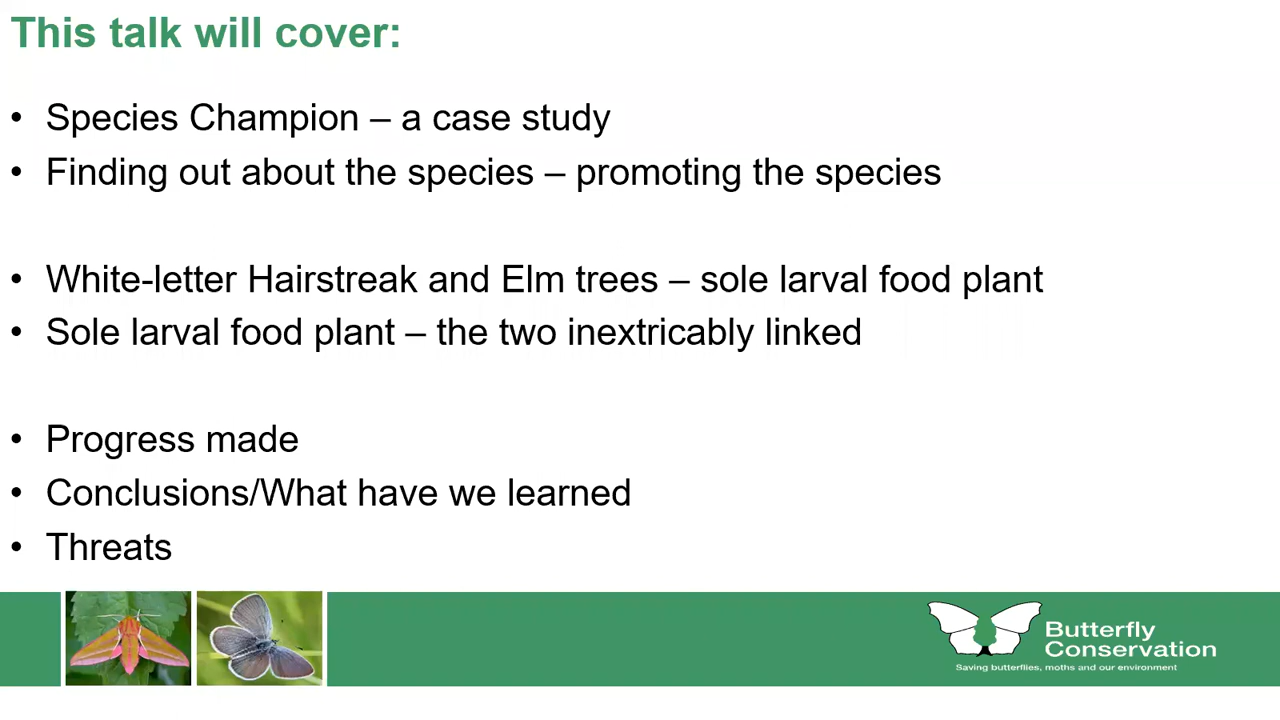 This talk will cover:
• Species Champion – a case study
• Finding out about the species – promoting the species
• White-letter Hairstreak and Elm trees – sole larval food plant
• Sole larval food plant – the two inextricably linked
• Progress made
• Conclusions/What have we learned
• Threats
Butterfly
Conservation
Saving butterflies, moths and our environment